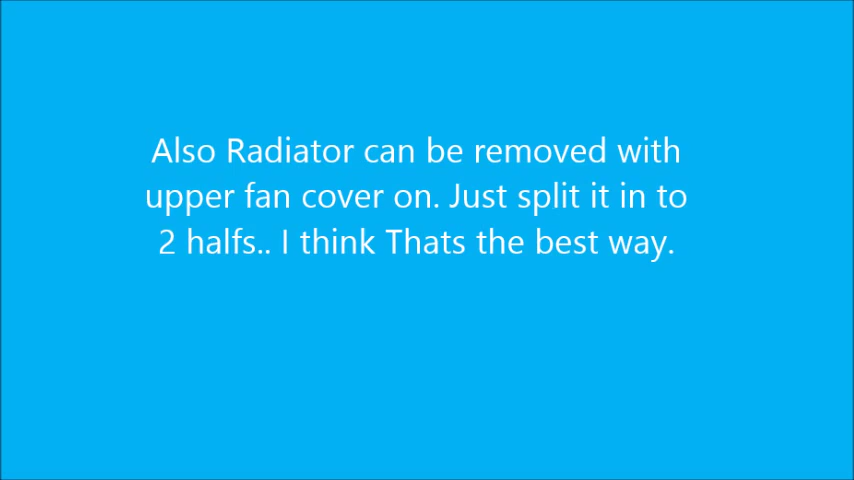 Also Radiator can be removed with
upper fan cover on. Just split it in to
2 halfs.. I think Thats the best way.